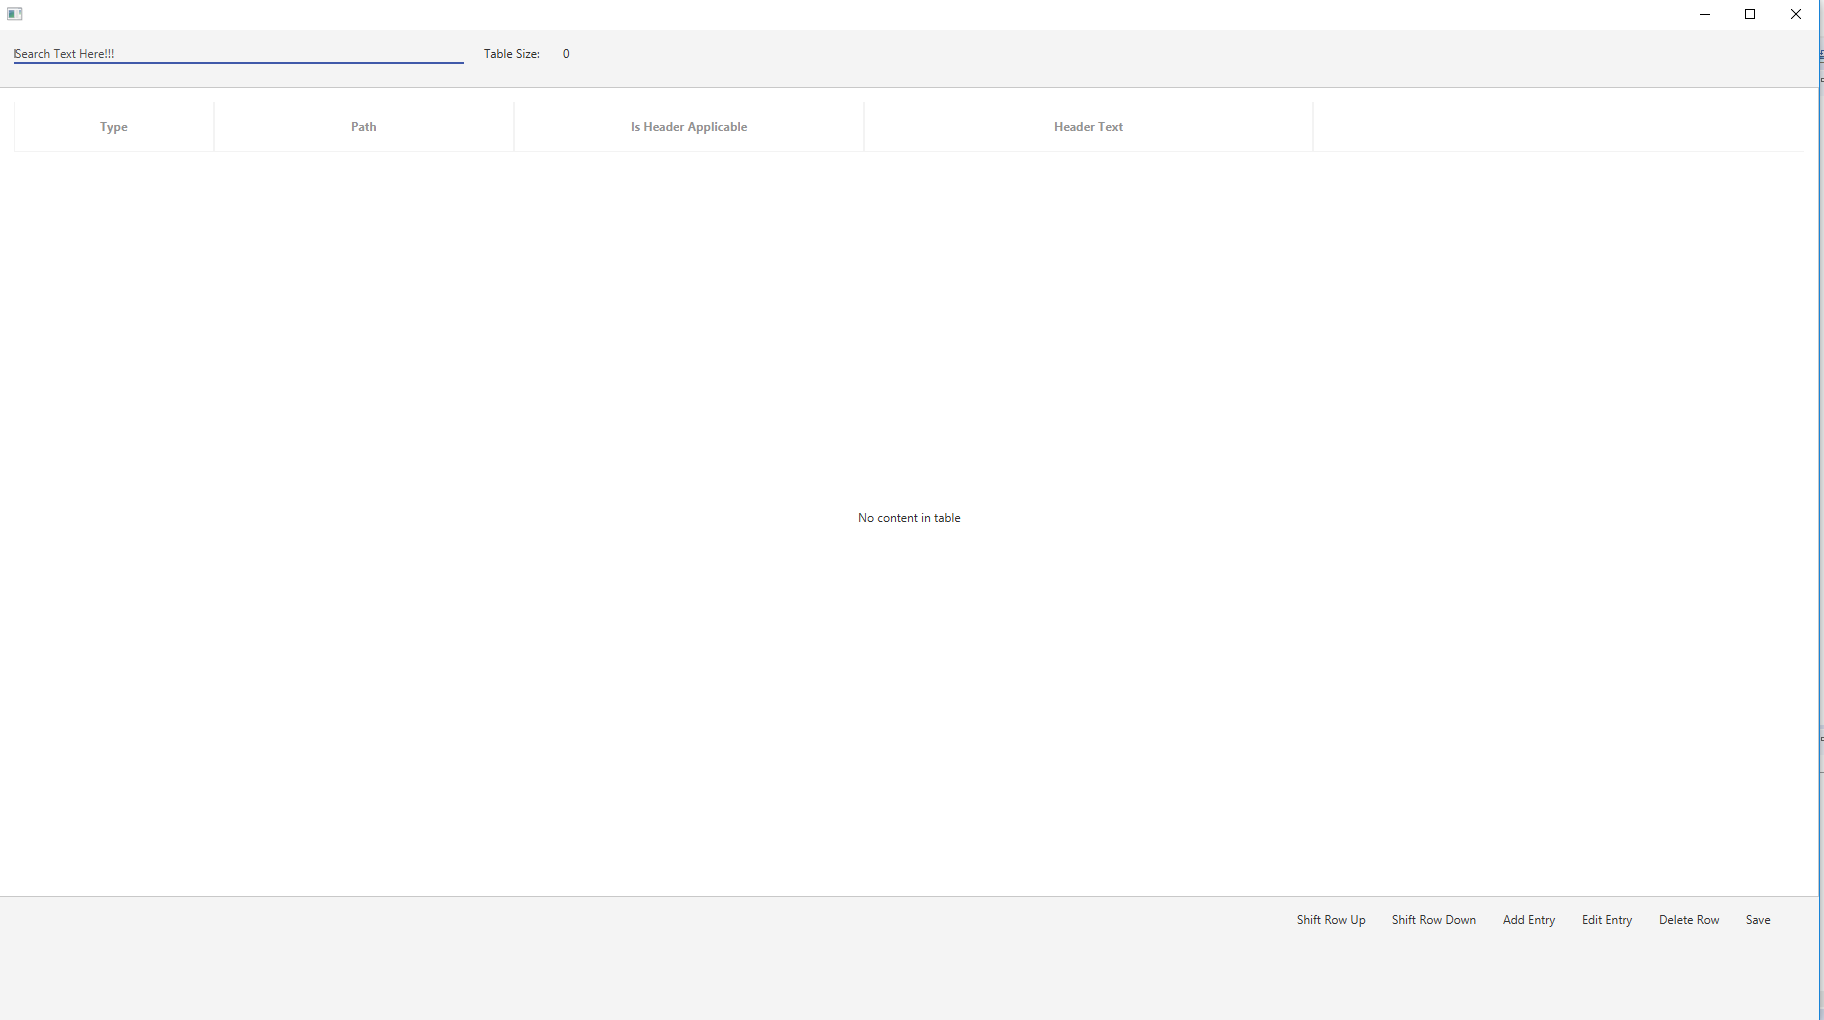 Search Text Here!!! Table Size: 0
Type Path Is Header Applicable Header Text
No content in table
Shift Row Up Shift Row Down Add Entry Edit Entry Delete Row Save